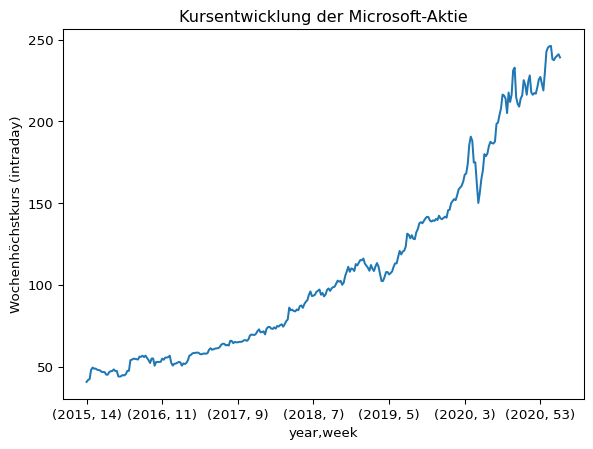 Kursentwicklung der Microsoft-Aktie
Wochenhöchstkurs (intraday)
250
200
150
100
50
(2015, 14) (2016, 11) (2017, 9) (2018, 7) (2019, 5) (2020, 3) (2020, 53)
year,week